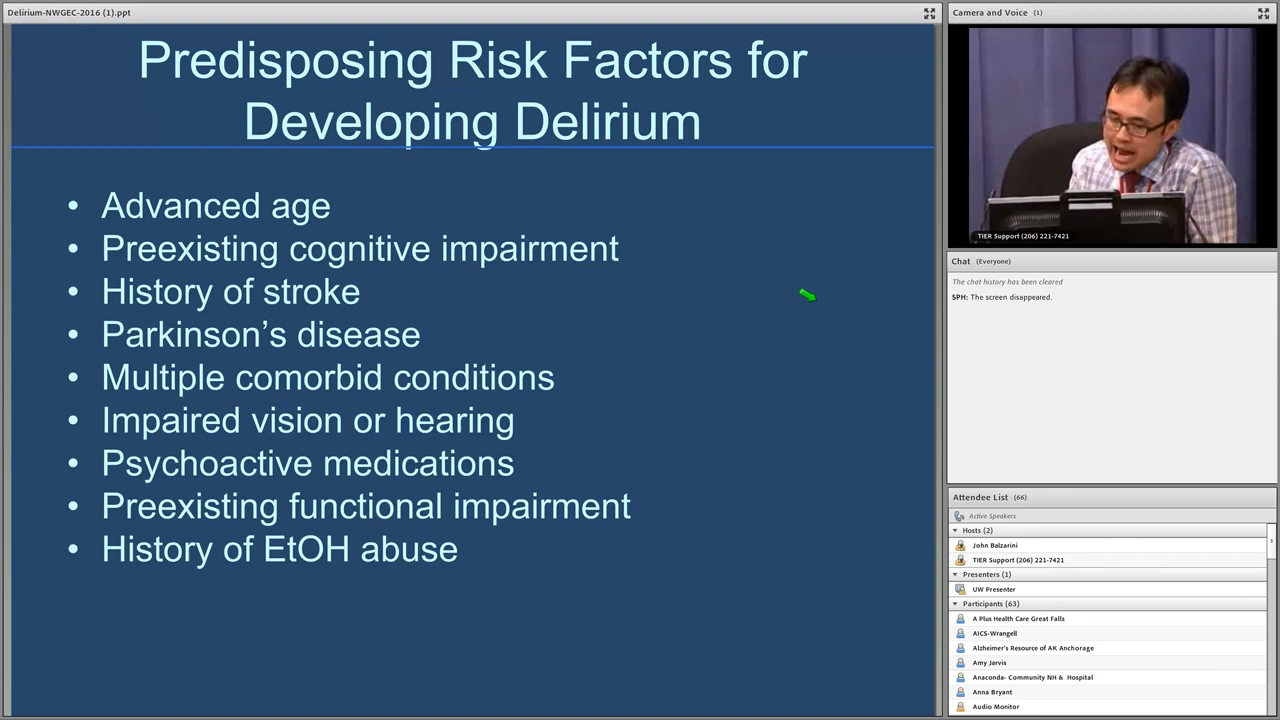 Delirium-NWGEC-2016 (1).ppt
Predisposing Risk Factors for
Developing Delirium
• Advanced age
• Preexisting cognitive impairment
• History of stroke
• Parkinson’s disease
• Multiple comorbid conditions
• Impaired vision or hearing
• Psychoactive medications
• Preexisting functional impairment
• History of EtOH abuse
Camera and Voice (1)
TIER Support (206) 221-7421
Chat (Everyone)
The chat history has been cleared
SPH: The screen disappeared.
Attendee List (66)
Active Speakers
Hosts (2)
John Balzarini
TIER Support (206) 221-7421
Presenters (1)
UW Presenter
Participants (63)
A Plus Health Care Great Falls
AICS-Wrangell
Alzheimer's Resource of AK Anchorage
Amy Jarvis
Anaconda- Community NH & Hospital
Anna Bryant
Audio Monitor